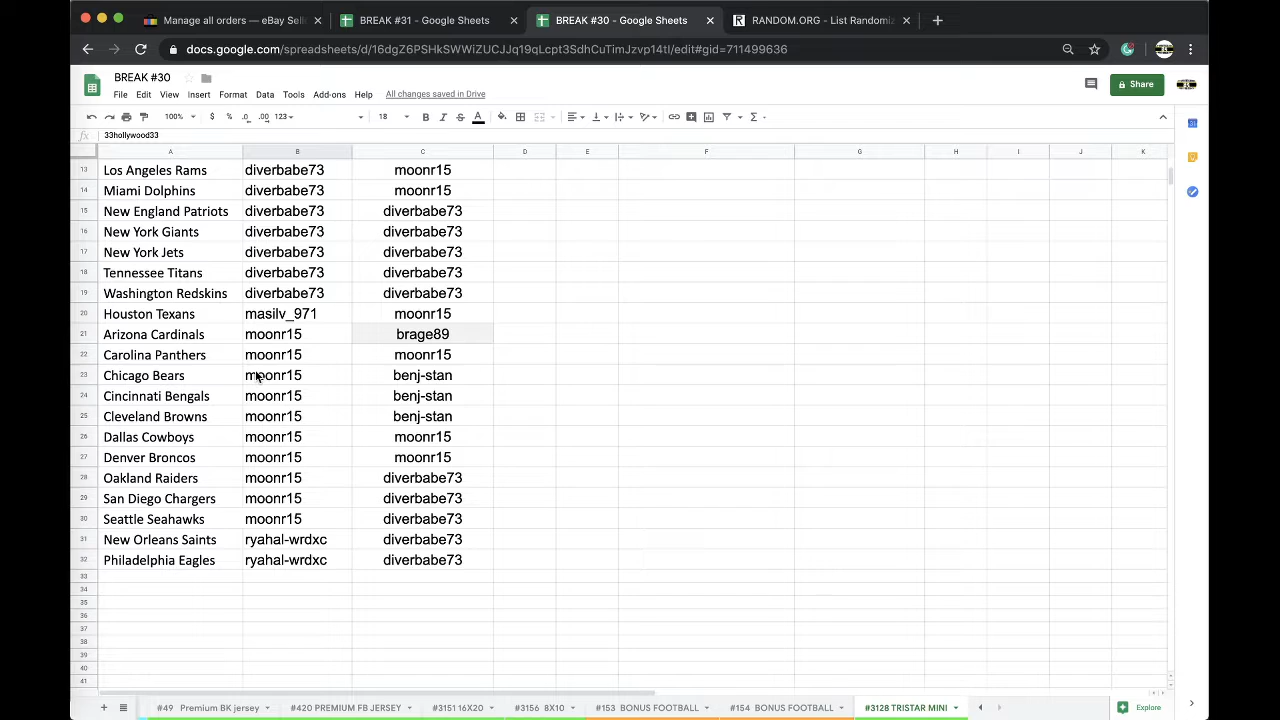 Manage all orders — eBay Sell
BREAK #31 - Google Sheets
BREAK #30 - Google Sheets
RANDOM.ORG - List Randomiz
docs.google.com/spreadsheets/d/16dgZ6PSHkSWWiZUCJJq19qLcpt3SdhCuTimJzvp14tI/edit#gid=711499636
BREAK #30
File Edit View Insert Format Data Tools Add-ons Help All changes saved in Drive
Share
100% $ % .0 .00 123 18 B I S A
fx 33hollywood33
A B C D E F G H I J K
13 Los Angeles Rams diverbabe73 moonr15
14 Miami Dolphins diverbabe73 moonr15
15 New England Patriots diverbabe73 diverbabe73
16 New York Giants diverbabe73 diverbabe73
17 New York Jets diverbabe73 diverbabe73
18 Tennessee Titans diverbabe73 diverbabe73
19 Washington Redskins diverbabe73 diverbabe73
20 Houston Texans masilv_971 moonr15
21 Arizona Cardinals moonr15 brage89
22 Carolina Panthers moonr15 moonr15
23 Chicago Bears moonr15 benj-stan
24 Cincinnati Bengals moonr15 benj-stan
25 Cleveland Browns moonr15 benj-stan
26 Dallas Cowboys moonr15 moonr15
27 Denver Broncos moonr15 moonr15
28 Oakland Raiders moonr15 diverbabe73
29 San Diego Chargers moonr15 diverbabe73
30 Seattle Seahawks moonr15 diverbabe73
31 New Orleans Saints ryahal-wrdxc diverbabe73
32 Philadelphia Eagles ryahal-wrdxc diverbabe73
33
34
35
36
37
38
39
40
41
#49 Premium BK jersey #420 PREMIUM FB JERSEY #3151 16X20 #3156 8X10 #153 BONUS FOOTBALL #154 BONUS FOOTBALL #3128 TRISTAR MINI Explore